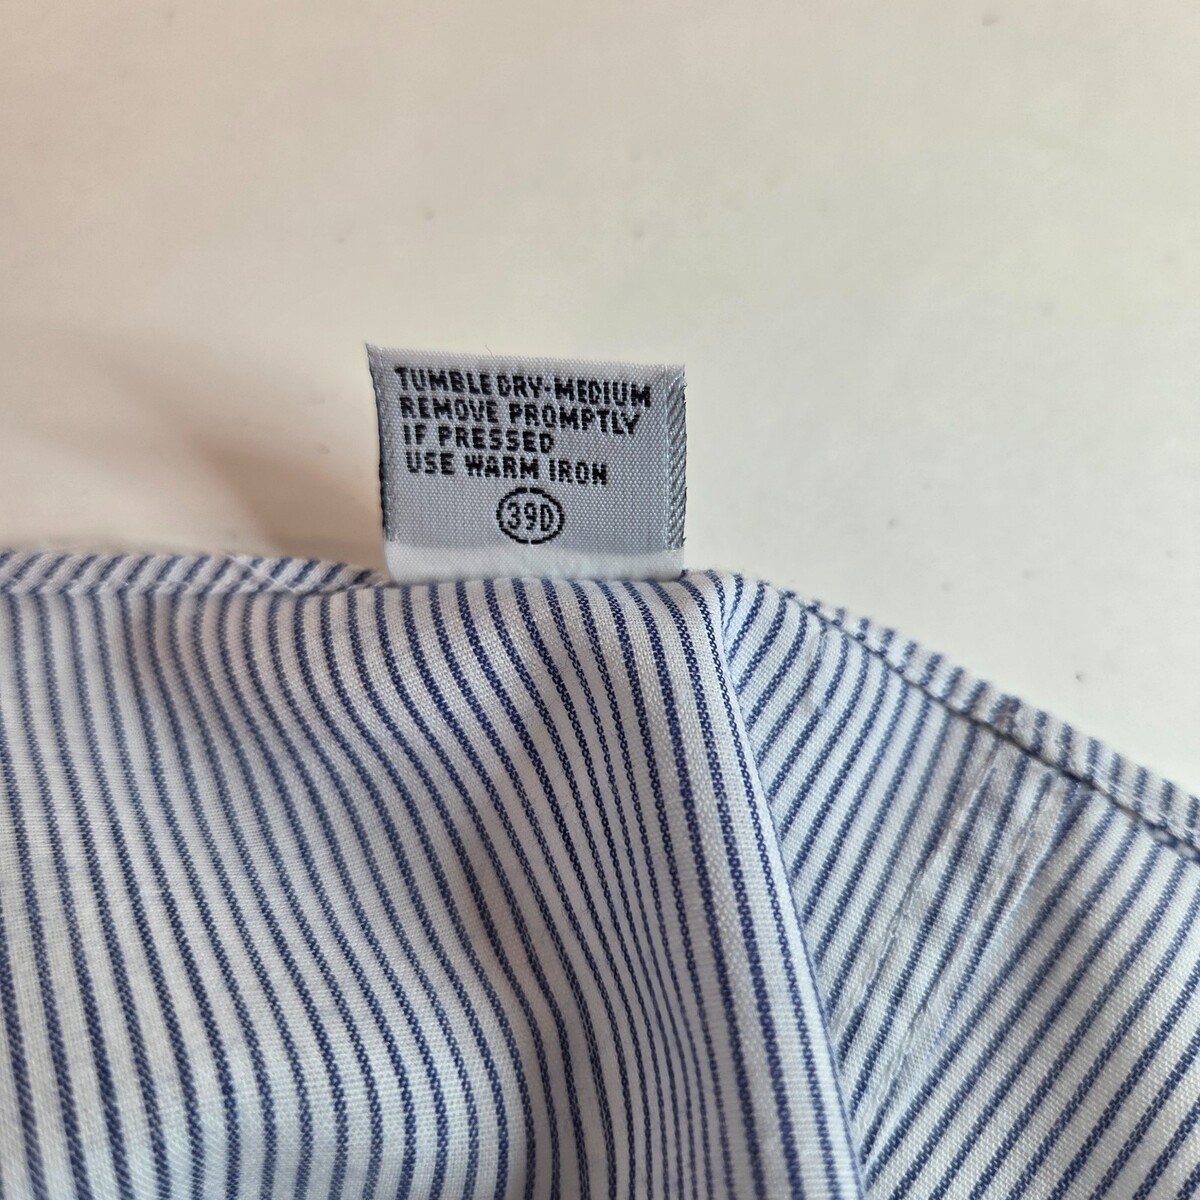 TUMBLE DRY-MEDIUM
REMOVE PROMPTLY
IF PRESSED
USE WARM IRON
39D